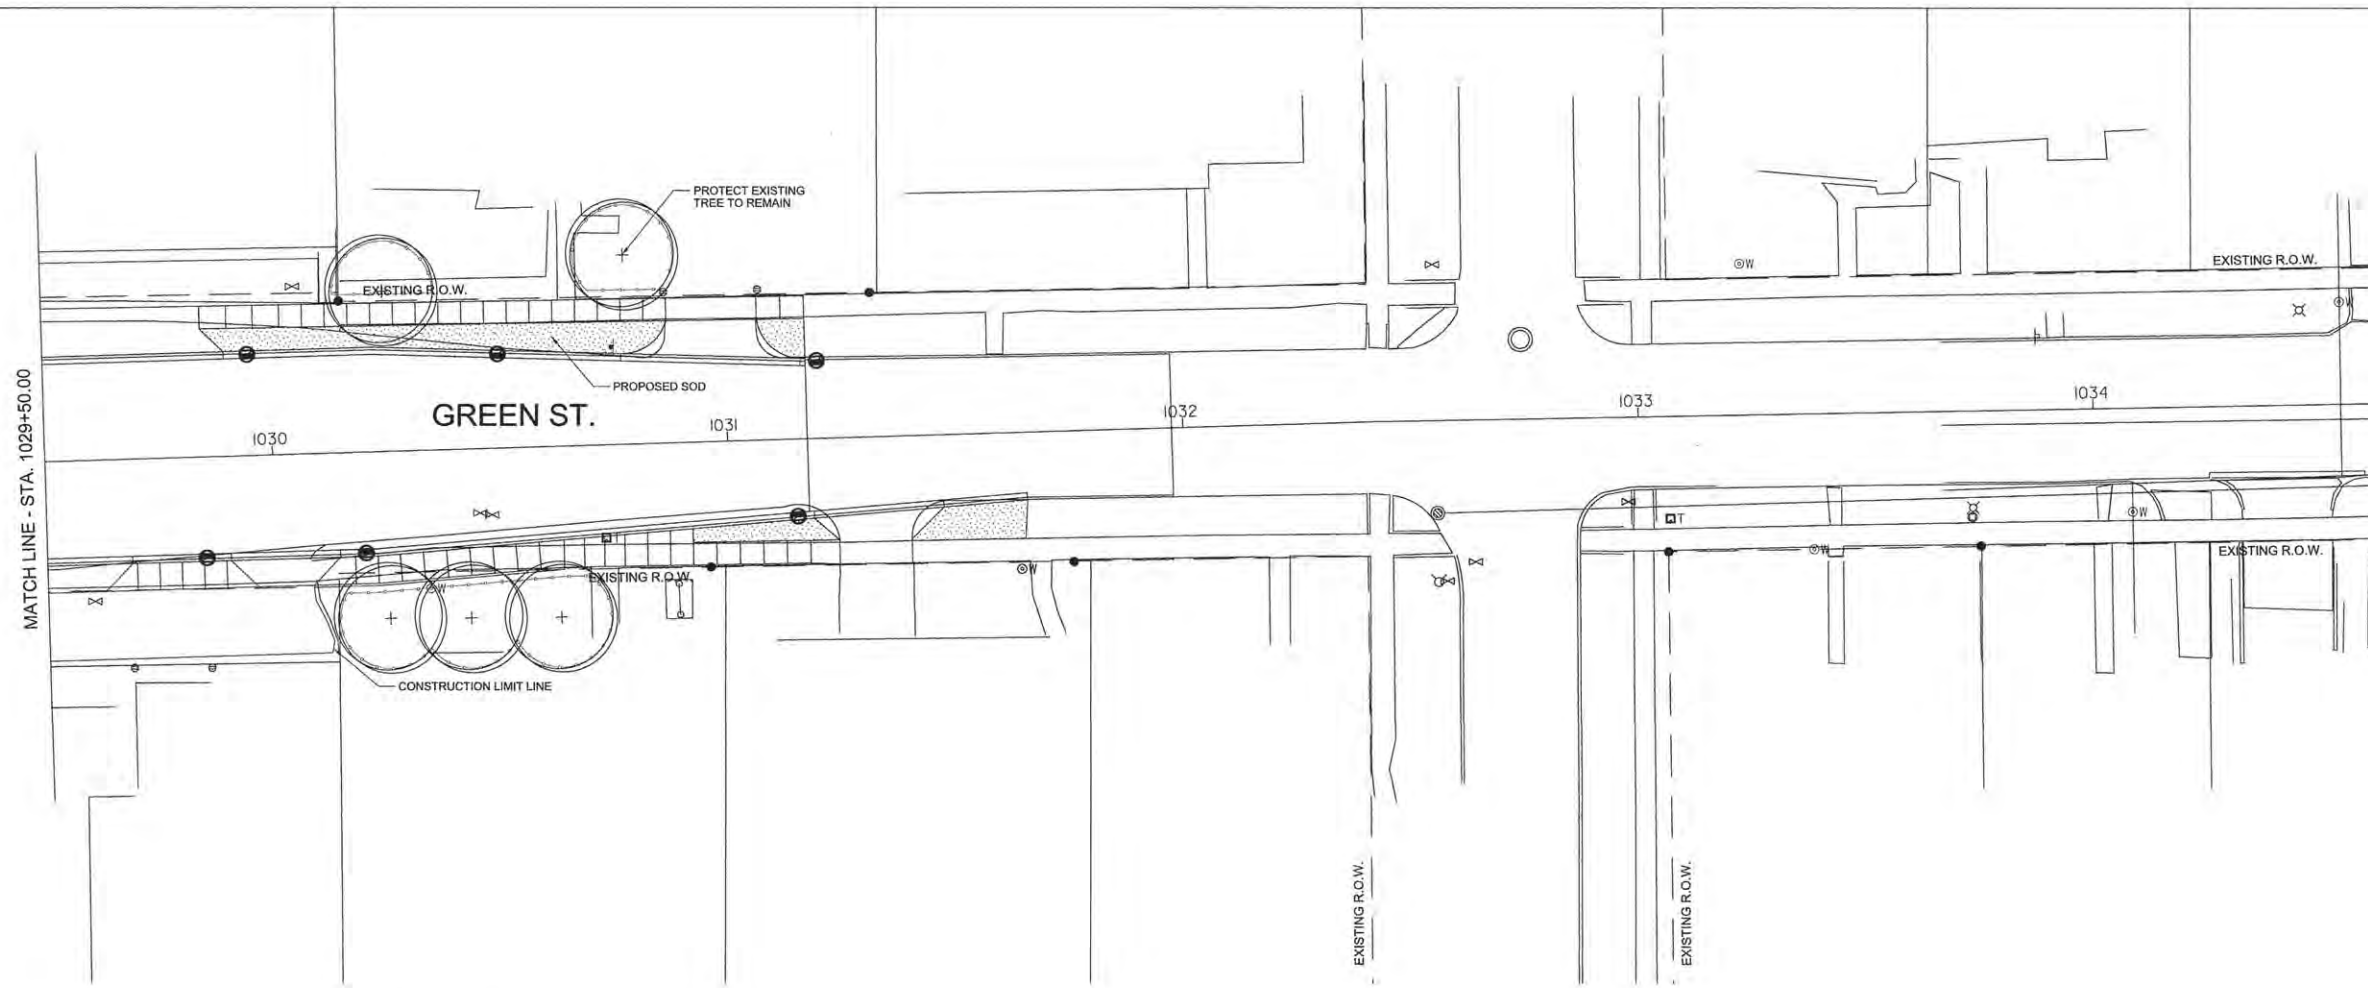 PROTECT EXISTING
TREE TO REMAIN
W
EXISTING R.O.W.
EXISTING R.O.W.
W
PROPOSED SOD
MATCH LINE - STA. 1029+50.00
GREEN ST.
1030
1031
1032
1033
1034
T
W
W
EXISTING R.O.W.
EXISTING R.O.W.
W
W
CONSTRUCTION LIMIT LINE
EXISTING R.O.W.
EXISTING R.O.W.